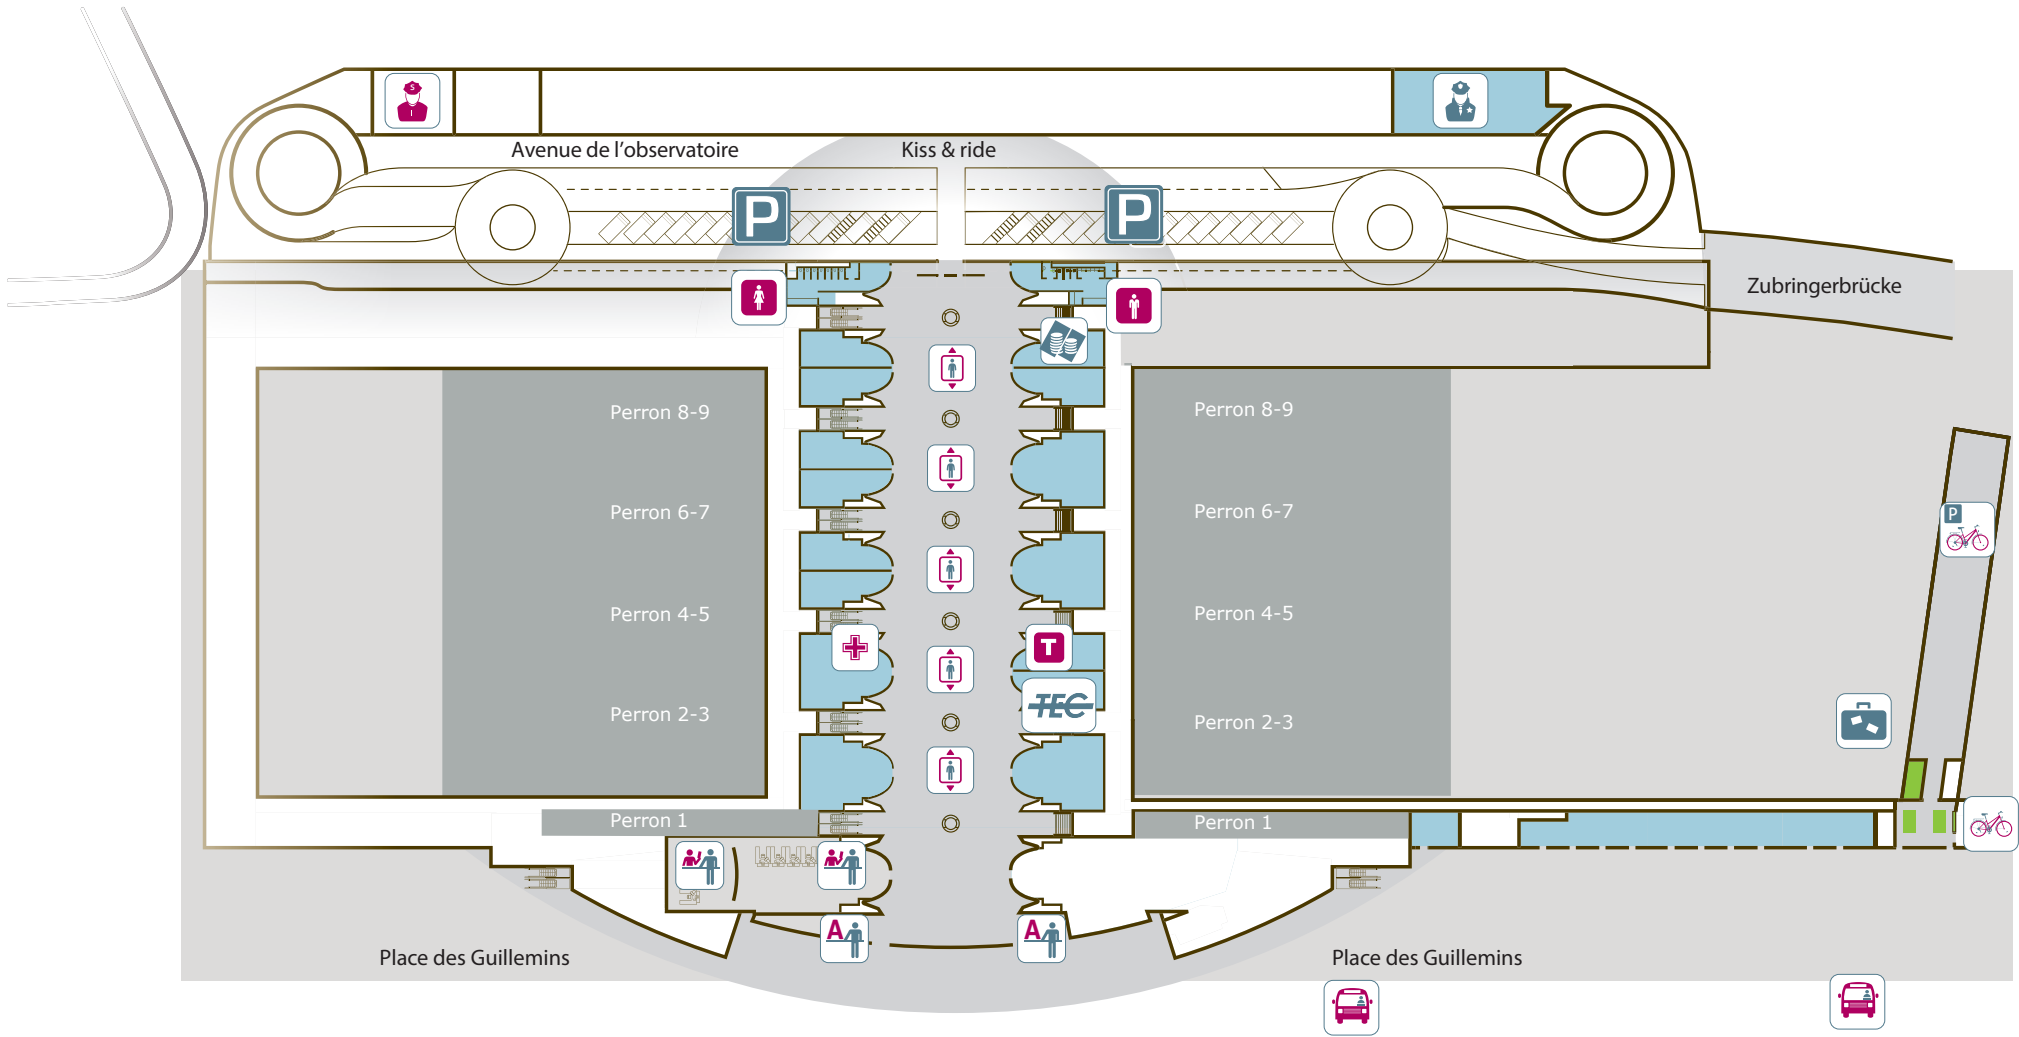 S
Avenue de l'observatoire
Kiss & ride
P
P
Zubringerbrücke
Perron 8-9
Perron 8-9
Perron 6-7
Perron 6-7
P
Perron 4-5
Perron 4-5
T
TEC
Perron 2-3
Perron 2-3
Perron 1
Perron 1
A
A
Place des Guillemins
Place des Guillemins